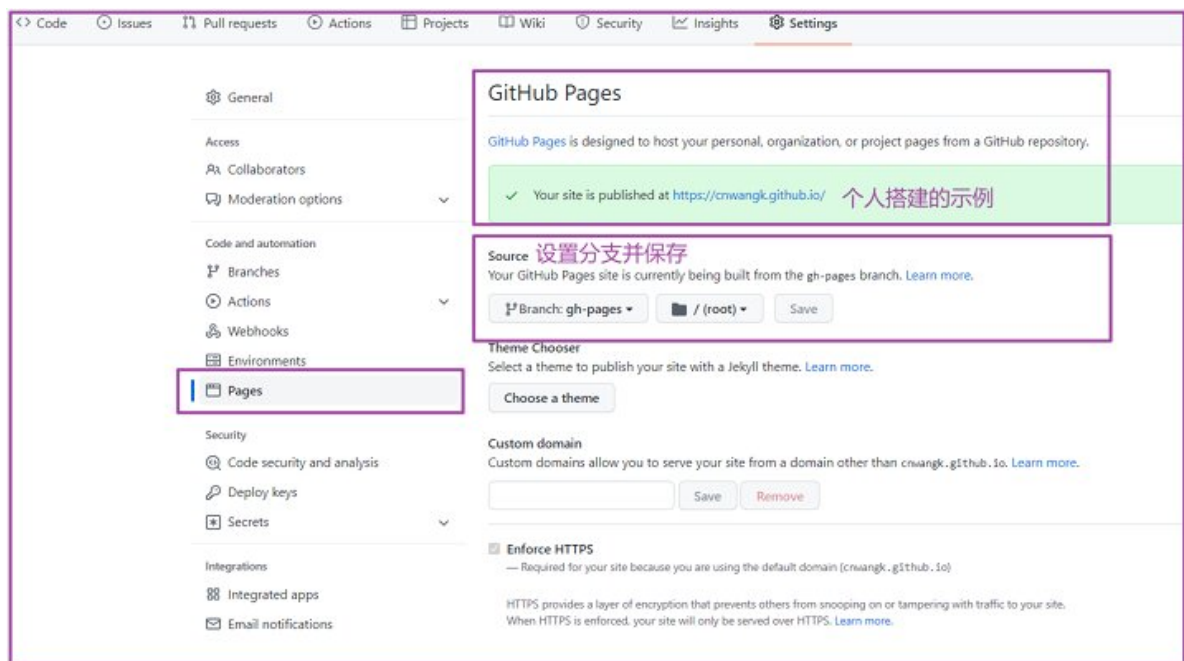 <> Code Issues Pull requests Actions Projects Wiki Security Insights Settings
General
Access
Collaborators
Moderation options
Code and automation
Branches
Actions
Webhooks
Environments
Pages
Security
Code security and analysis
Deploy keys
Secrets
Integrations
Integrated apps
Email notifications
GitHub Pages
GitHub Pages is designed to host your personal, organization, or project pages from a GitHub repository.
Your site is published at https://cnwangk.github.io/ 个人搭建的示例
Source 设置分支并保存
Your GitHub Pages site is currently being built from the gh-pages branch. Learn more.
Branch: gh-pages / (root) Save
Theme Chooser
Select a theme to publish your site with a Jekyll theme. Learn more.
Choose a theme
Custom domain
Custom domains allow you to serve your site from a domain other than cnwangk.github.io. Learn more.
Save Remove
Enforce HTTPS
— Required for your site because you are using the default domain (cnwangk.github.io)
HTTPS provides a layer of encryption that prevents others from snooping on or tampering with traffic to your site.
When HTTPS is enforced, your site will only be served over HTTPS. Learn more.